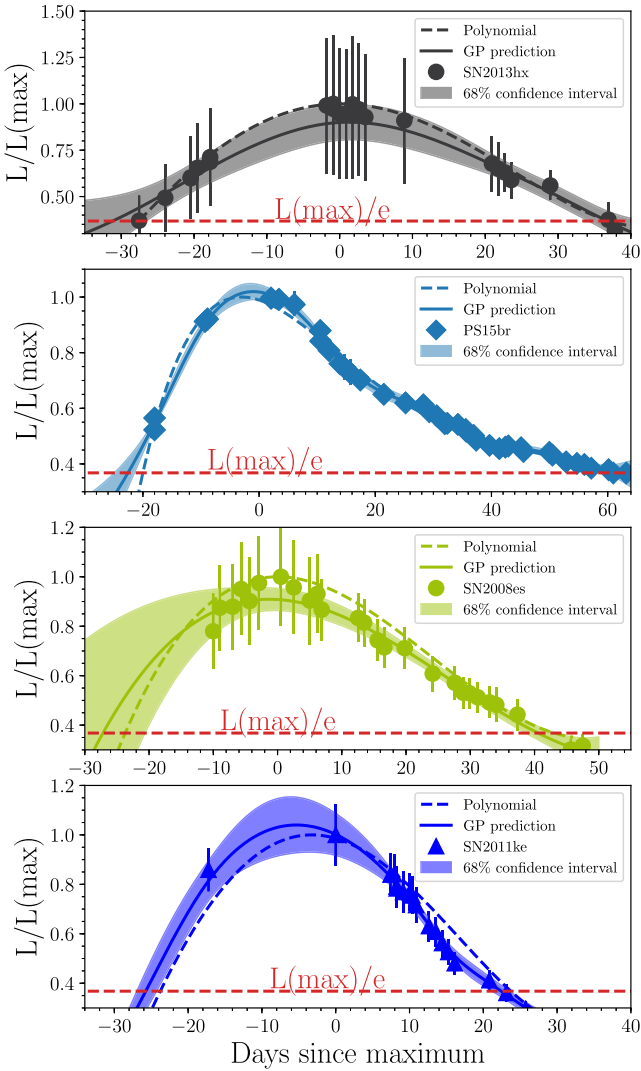 1.50
1.25
1.00
0.75
0.50
L/L(max)
Polynomial
GP prediction
SN2013hx
68% confidence interval
L(max)/e
−30 −20 −10 0 10 20 30 40
1.0
0.8
0.6
0.4
L/L(max)
Polynomial
GP prediction
PS15br
68% confidence interval
L(max)/e
−20 0 20 40 60
1.2
1.0
0.8
0.6
0.4
L/L(max)
Polynomial
GP prediction
SN2008es
68% confidence interval
L(max)/e
−30 −20 −10 0 10 20 30 40 50
1.2
1.0
0.8
0.6
0.4
L/L(max)
Polynomial
GP prediction
SN2011ke
68% confidence interval
L(max)/e
−30 −20 −10 0 10 20 30 40
Days since maximum